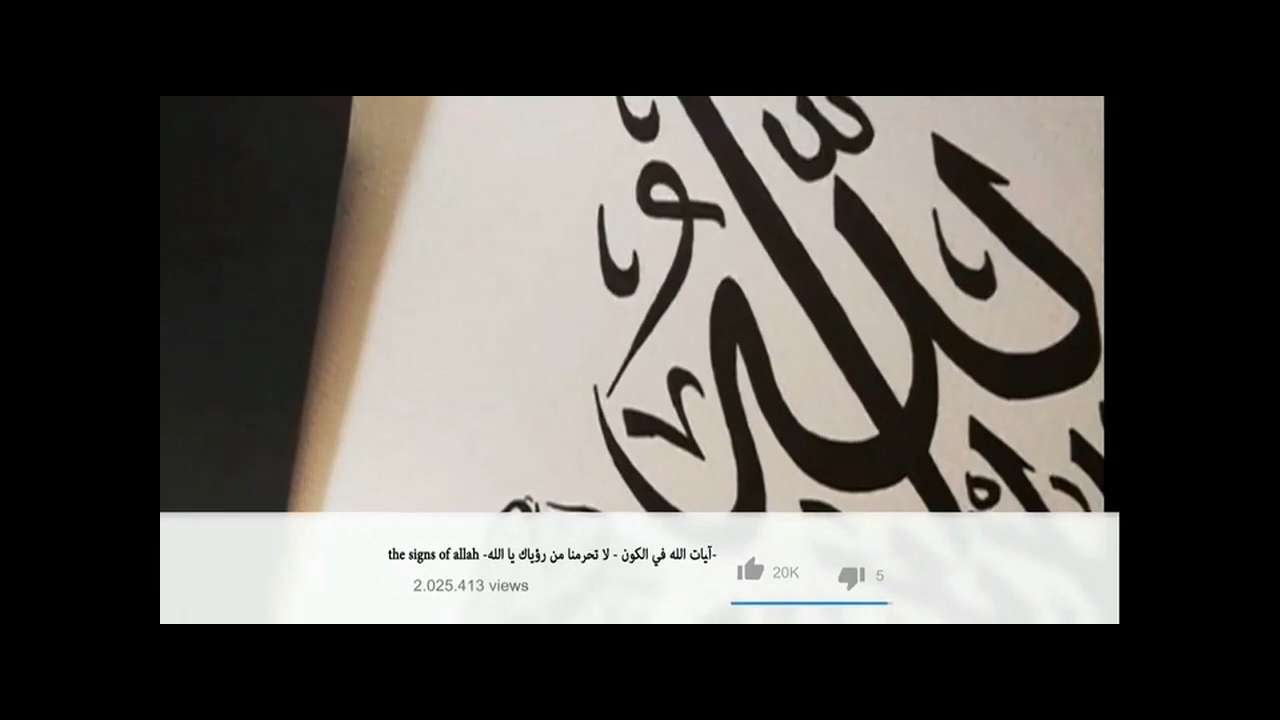 الله
-آيات الله في الكون - لا تحرمنا من رؤياك يا الله- the signs of allah
2.025.413 views
20K
5